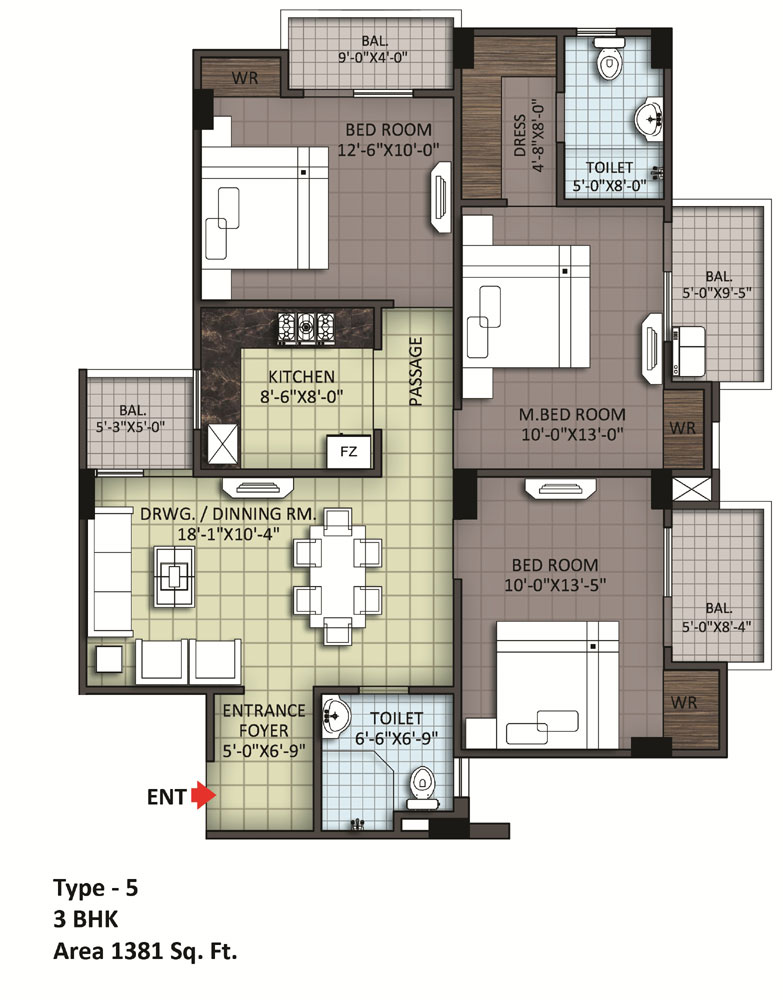 BAL.
9'-0"X4'-0"
WR
BED ROOM
12'-6"X10'-0"
DRESS
4'-8"X8'-0"
TOILET
5'-0"X8'-0"
BAL.
5'-0"X9'-5"
KITCHEN
8'-6"X8'-0"
PASSAGE
FZ
BAL.
5'-3"X5'-0"
M.BED ROOM
10'-0"X13'-0"
WR
DRWG. / DINNING RM.
18'-1"X10'-4"
BED ROOM
10'-0"X13'-5"
BAL.
5'-0"X8'-4"
WR
ENTRANCE
FOYER
5'-0"X6'-9"
TOILET
6'-6"X6'-9"
ENT
Type - 5
3 BHK
Area 1381 Sq. Ft.